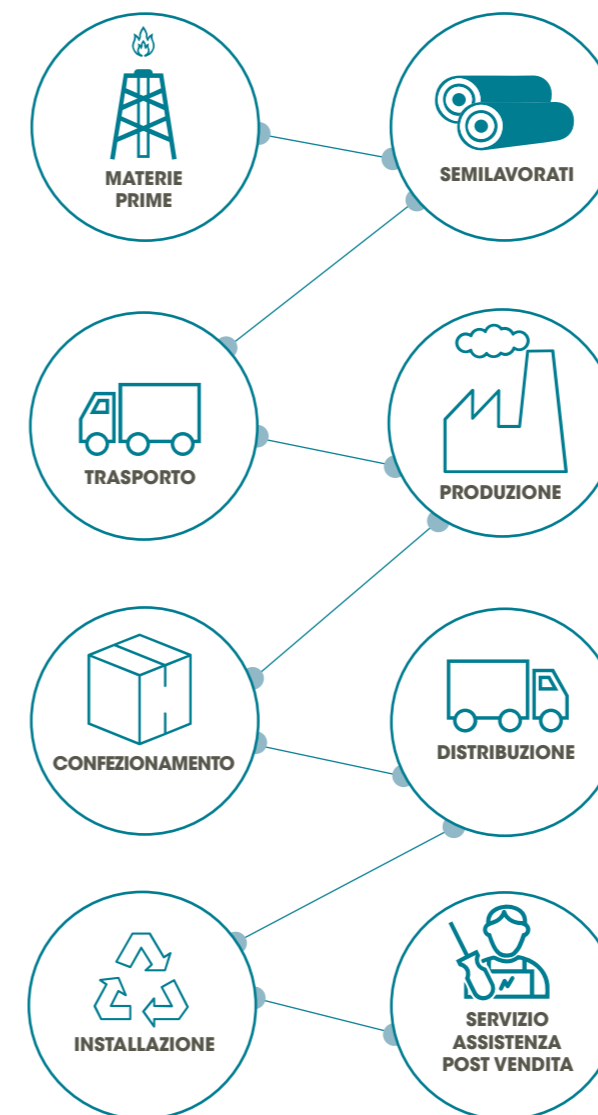 MATERIE
PRIME
SEMILAVORATI
TRASPORTO
PRODUZIONE
CONFEZIONAMENTO
DISTRIBUZIONE
INSTALLAZIONE
SERVIZIO
ASSISTENZA
POST VENDITA